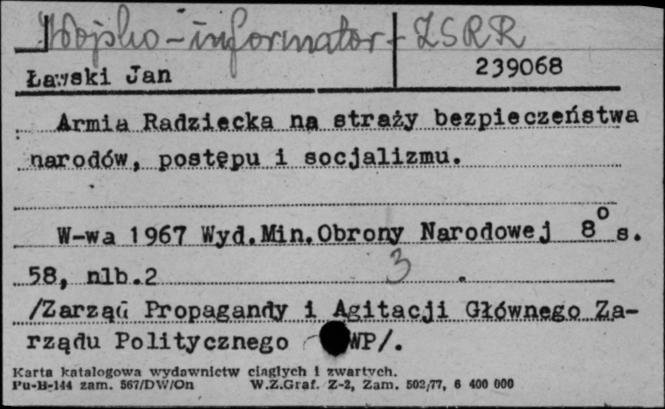 Wojsko - informator - ZSRR
Ławski Jan 239068
Armia Radziecka na straży bezpieczeństwa
narodów, postępu i socjalizmu.
W-wa 1967 Wyd.Min.Obrony Narodowej 8° s.
58, nlb.2 3
/Zarząd Propagandy i Agitacji Głównego Za-
rządu Politycznego WP/.
Karta katalogowa wydawnictw ciągłych i zwartych.
Pu-B-144 zam. 567/DW/On W.Z.Graf. Z-2, Zam. 502/77, 6 400 000